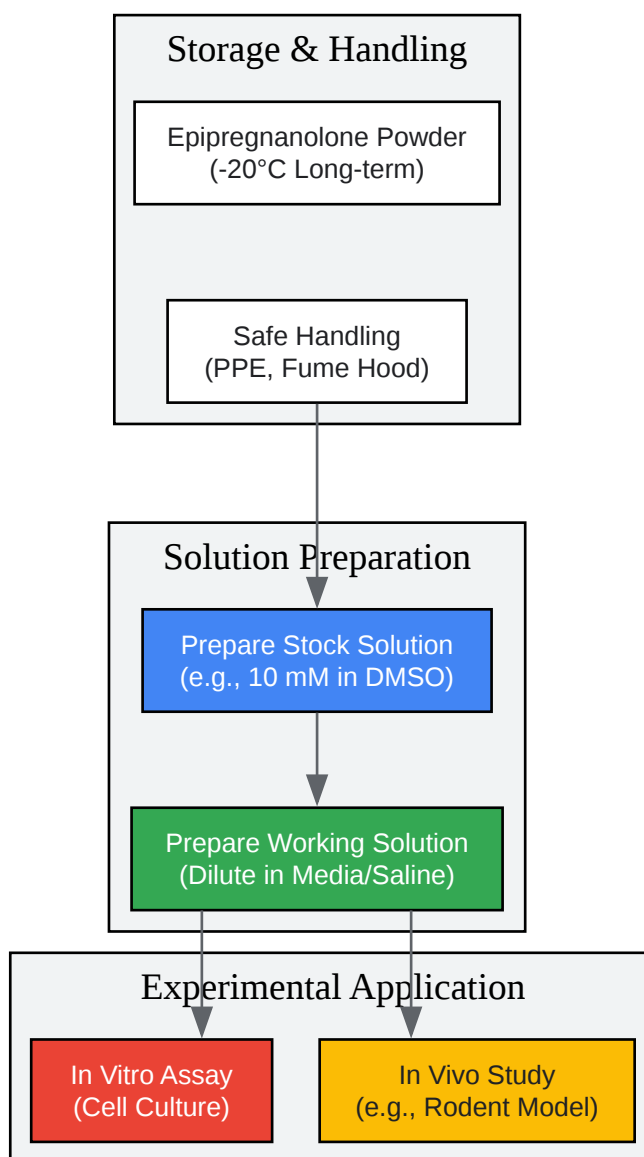 Storage & Handling
Epipregnanolone Powder
(-20°C Long-term)
Safe Handling
(PPE, Fume Hood)
Solution Preparation
Prepare Stock Solution
(e.g., 10 mM in DMSO)
Prepare Working Solution
(Dilute in Media/Saline)
Experimental Application
In Vitro Assay
(Cell Culture)
In Vivo Study
(e.g., Rodent Model)